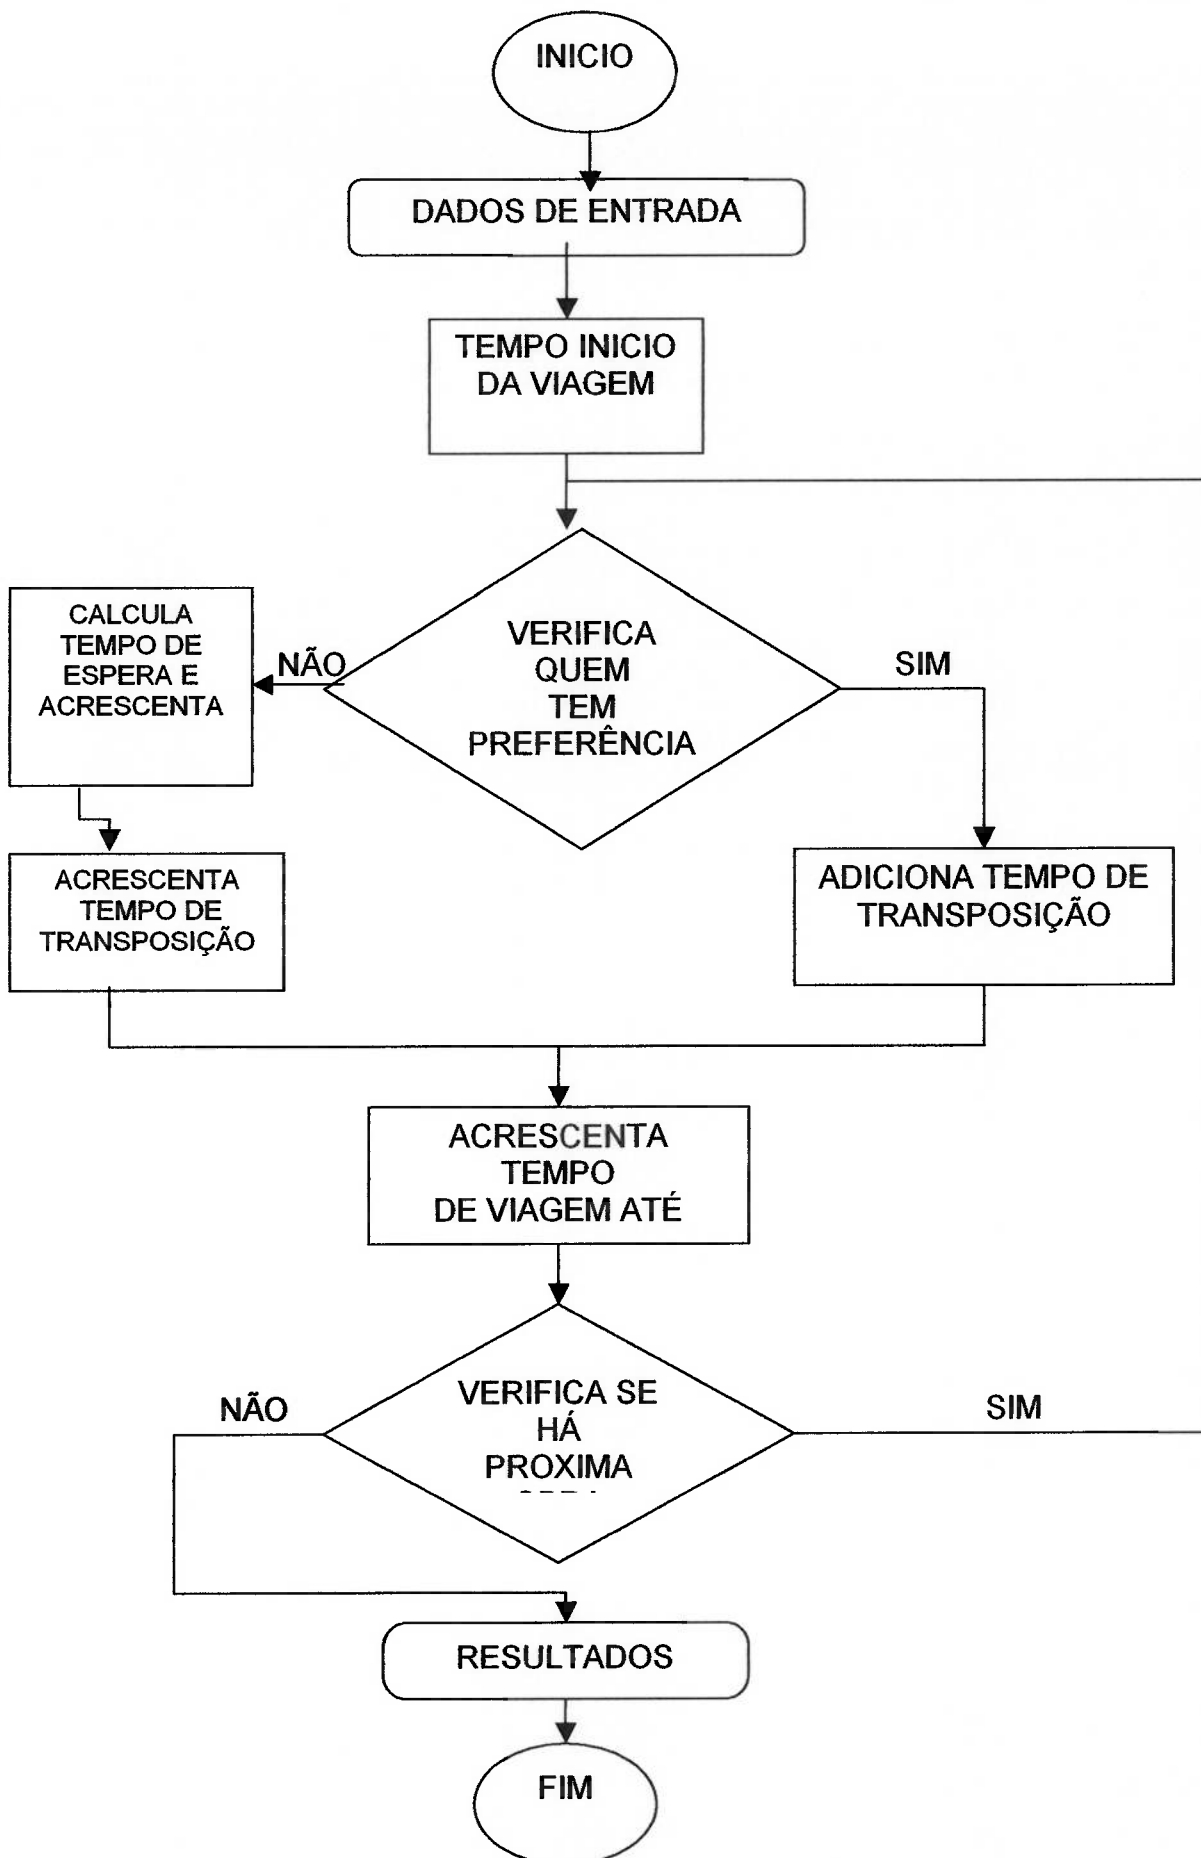 INICIO
DADOS DE ENTRADA
TEMPO INICIO
DA VIAGEM
CALCULA
TEMPO DE
ESPERA E
ACRESCENTA
NÃO
VERIFICA
QUEM
TEM
PREFERÊNCIA
SIM
ACRESCENTA
TEMPO DE
TRANSPOSIÇÃO
ADICIONA TEMPO DE
TRANSPOSIÇÃO
ACRESCENTA
TEMPO
DE VIAGEM ATÉ
NÃO
VERIFICA SE
HÁ
PROXIMA
SIM
RESULTADOS
FIM